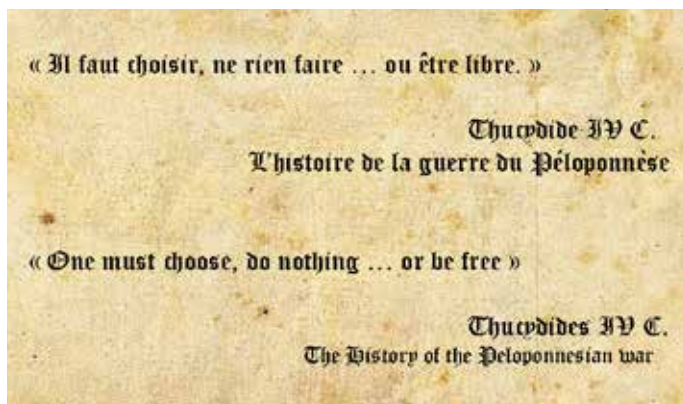 « Il faut choisir, ne rien faire … ou être libre. »
Thucydide IV C.
L'histoire de la guerre du Péloponnèse
« One must choose, do nothing … or be free »
Thucydides IV C.
The History of the Peloponnesian war